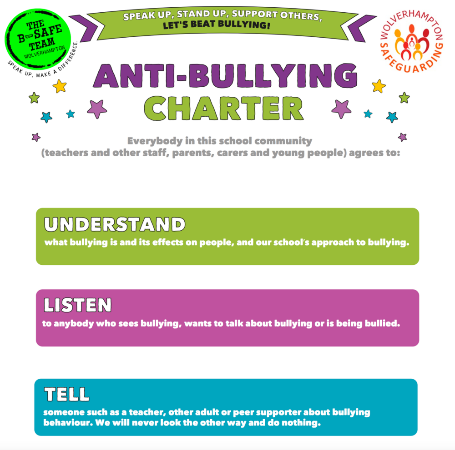 SPEAK UP, STAND UP, SUPPORT OTHERS,
LET'S BEAT BULLYING!
THE
B-SAFE
TEAM
WOLVERHAMPTON
SPEAK UP, MAKE A DIFFERENCE
WOLVERHAMPTON
SAFEGUARDING
ANTI-BULLYING
CHARTER
Everybody in this school community
(teachers and other staff, parents, carers and young people) agrees to:
UNDERSTAND
what bullying is and its effects on people, and our school's approach to bullying.
LISTEN
to anybody who sees bullying, wants to talk about bullying or is being bullied.
TELL
someone such as a teacher, other adult or peer supporter about bullying
behaviour. We will never look the other way and do nothing.